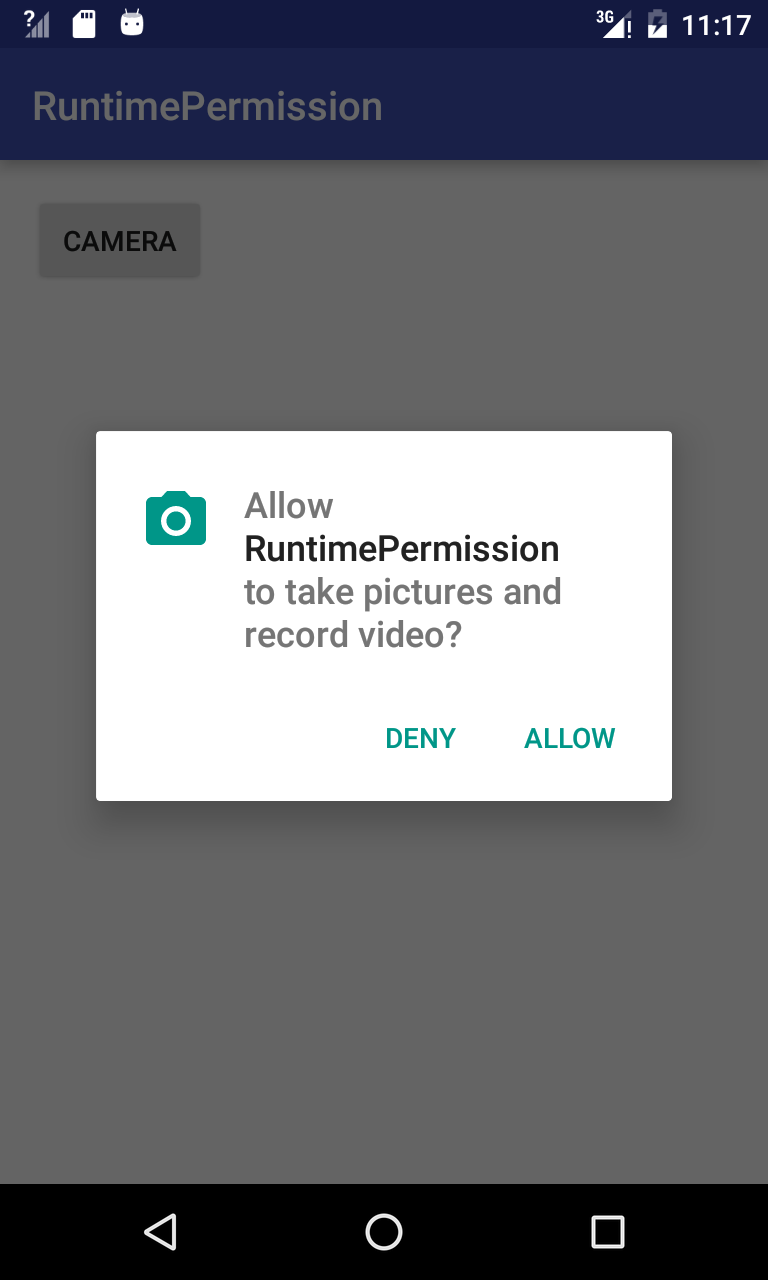 ? 3G ! 11:17
RuntimePermission
CAMERA
Allow
RuntimePermission
to take pictures and
record video?
DENY ALLOW